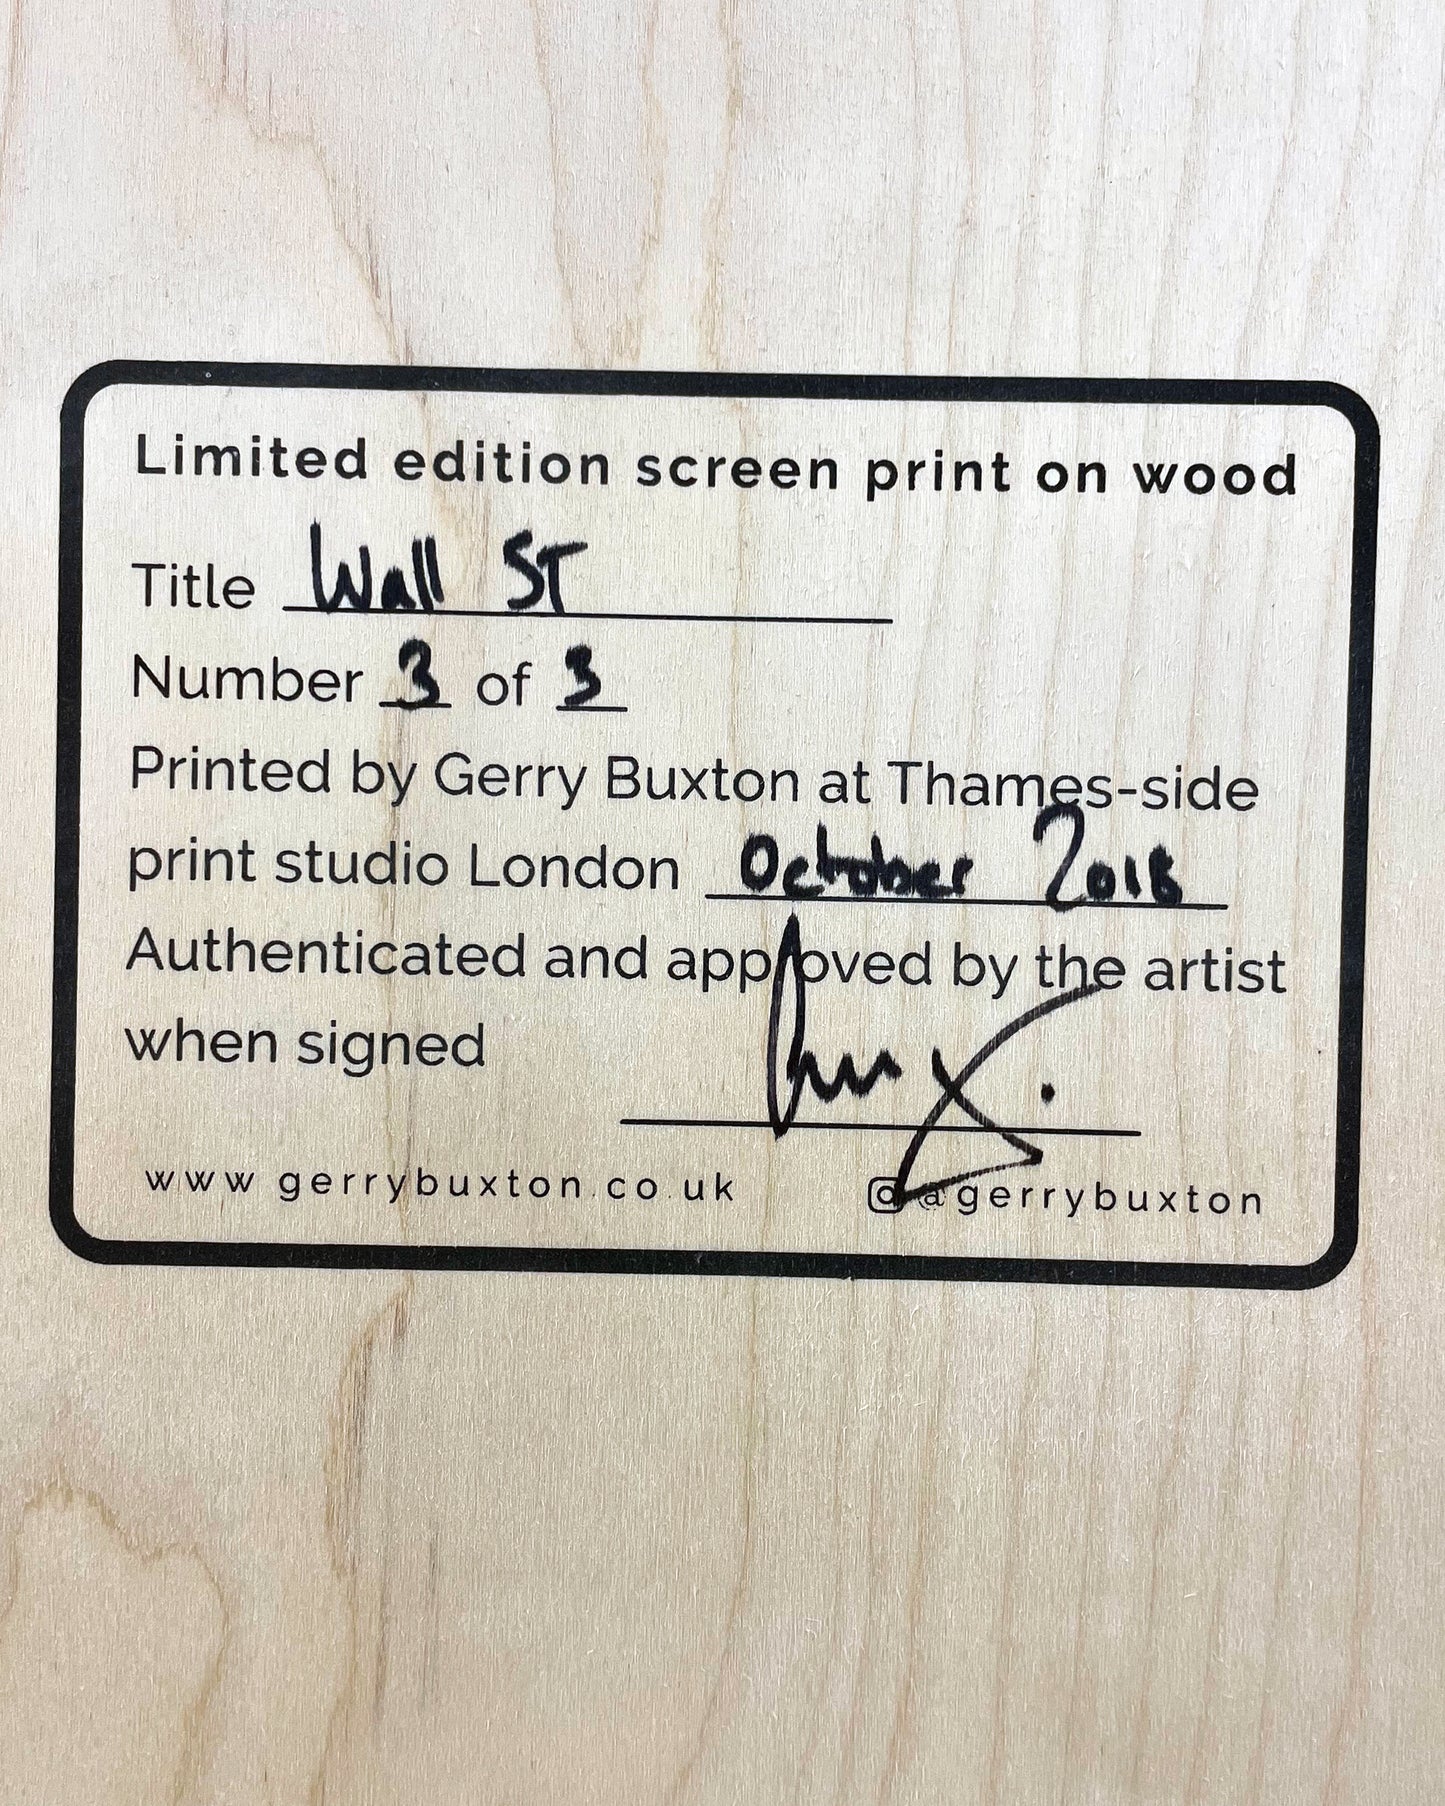 Limited edition screen print on wood
Title Wall ST
Number 3 of 3
Printed by Gerry Buxton at Thames-side
print studio London October 2018
Authenticated and approved by the artist
when signed
www.gerrybuxton.co.uk @gerrybuxton